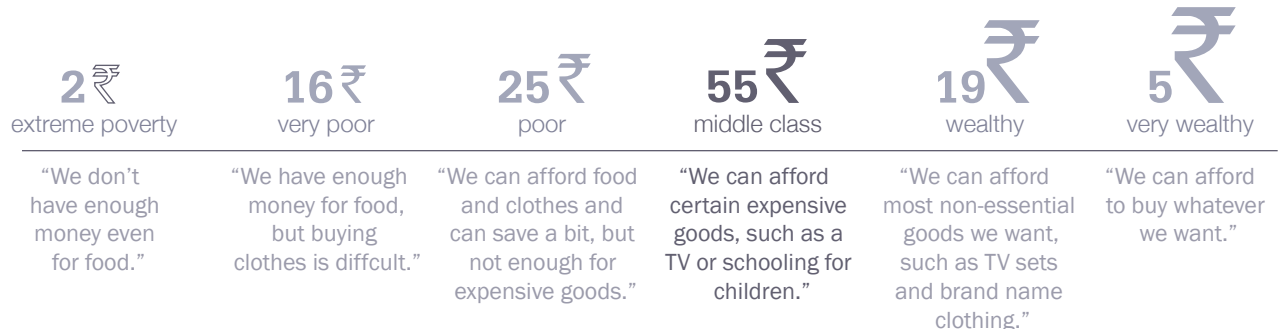 2₹ 16₹ 25₹ 55₹ 19₹ 5₹
extreme poverty very poor poor middle class wealthy very wealthy
“We don’t
have enough
money even
for food.”
“We have enough
money for food,
but buying
clothes is diffcult.”
“We can afford food
and clothes and
can save a bit, but
not enough for
expensive goods.”
“We can afford
certain expensive
goods, such as a
TV or schooling for
children.”
“We can afford
most non-essential
goods we want,
such as TV sets
and brand name
clothing.”
“We can afford
to buy whatever
we want.”